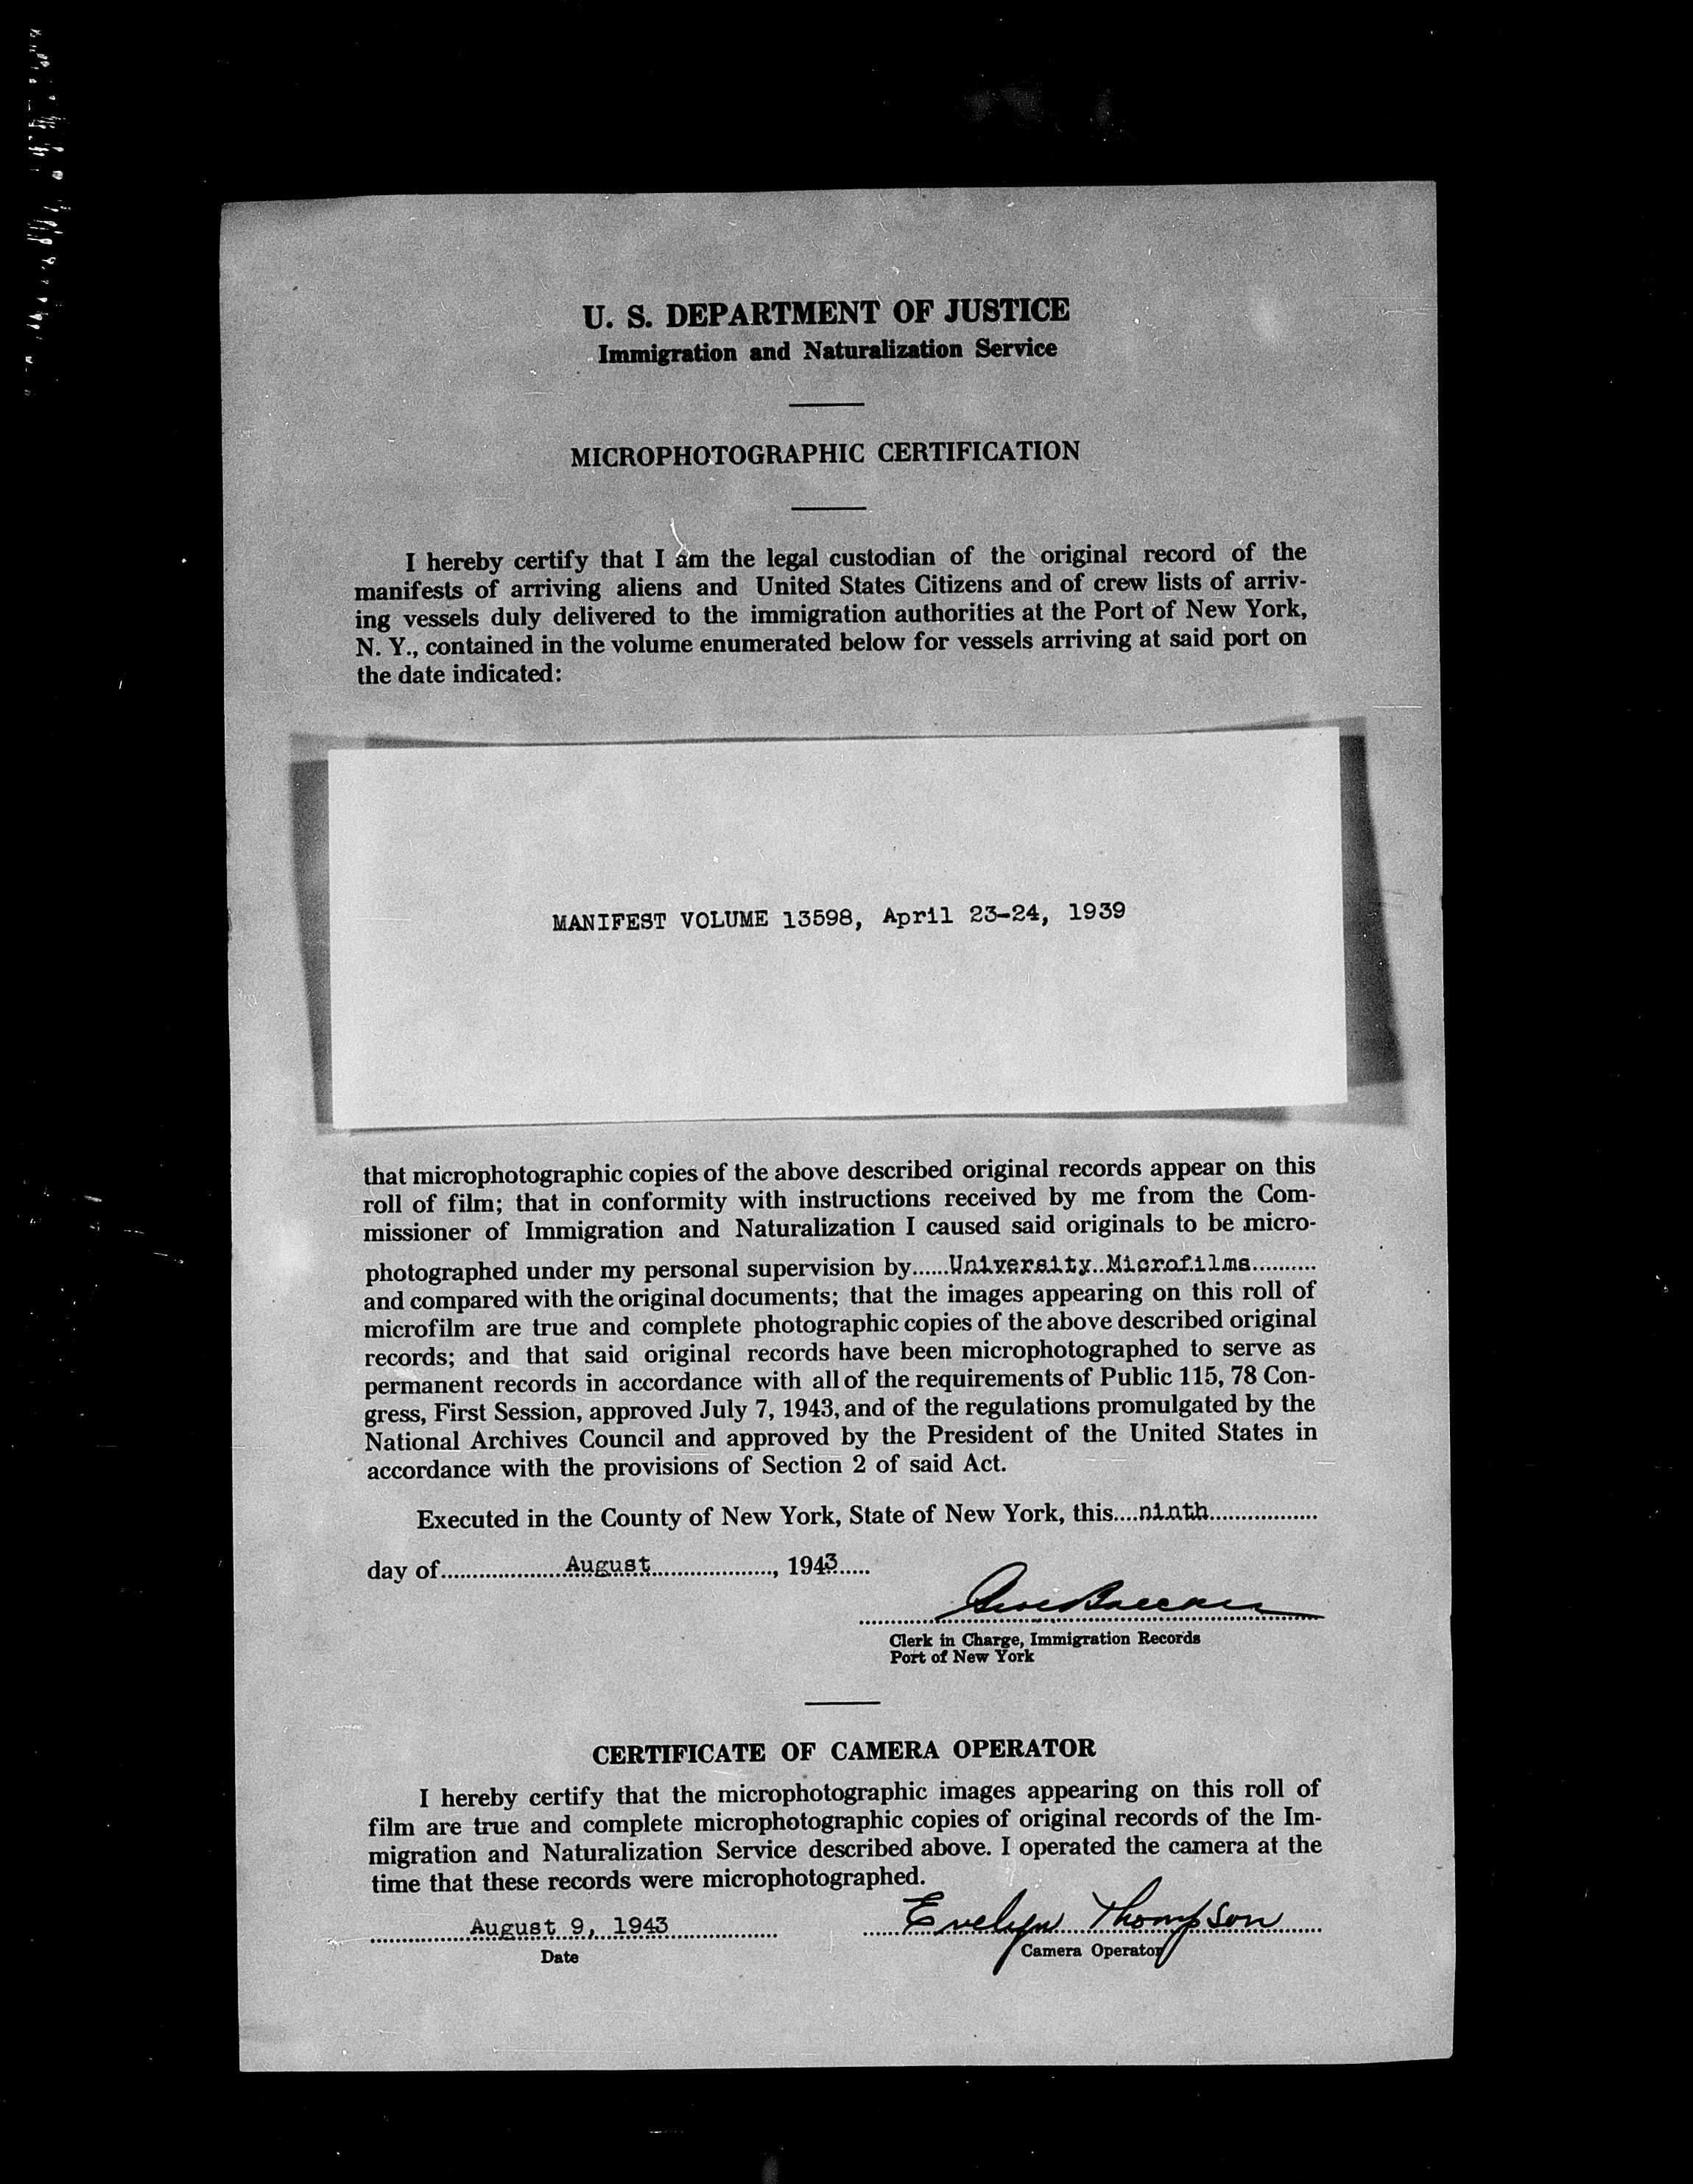 U. S. DEPARTMENT OF JUSTICE
Immigration and Naturalization Service
MICROPHOTOGRAPHIC CERTIFICATION
I hereby certify that I am the legal custodian of the original record of the
manifests of arriving aliens and United States Citizens and of crew lists of arriv-
ing vessels duly delivered to the immigration authorities at the Port of New York,
N. Y., contained in the volume enumerated below for vessels arriving at said port on
the date indicated:
MANIFEST VOLUME 13598, April 23-24, 1939
that microphotographic copies of the above described original records appear on this
roll of film; that in conformity with instructions received by me from the Com-
missioner of Immigration and Naturalization I caused said originals to be micro-
photographed under my personal supervision by......University Microfilms..........
and compared with the original documents; that the images appearing on this roll of
microfilm are true and complete photographic copies of the above described original
records; and that said original records have been microphotographed to serve as
permanent records in accordance with all of the requirements of Public 115, 78 Con-
gress, First Session, approved July 7, 1943, and of the regulations promulgated by the
National Archives Council and approved by the President of the United States in
accordance with the provisions of Section 2 of said Act.
Executed in the County of New York, State of New York, this....ninth..................
day of....................August...................., 1943......
Clerk in Charge, Immigration Records
Port of New York
CERTIFICATE OF CAMERA OPERATOR
I hereby certify that the microphotographic images appearing on this roll of
film are true and complete microphotographic copies of original records of the Im-
migration and Naturalization Service described above. I operated the camera at the
time that these records were microphotographed.
August 9, 1943 Evelyn Thompson
Date Camera Operator